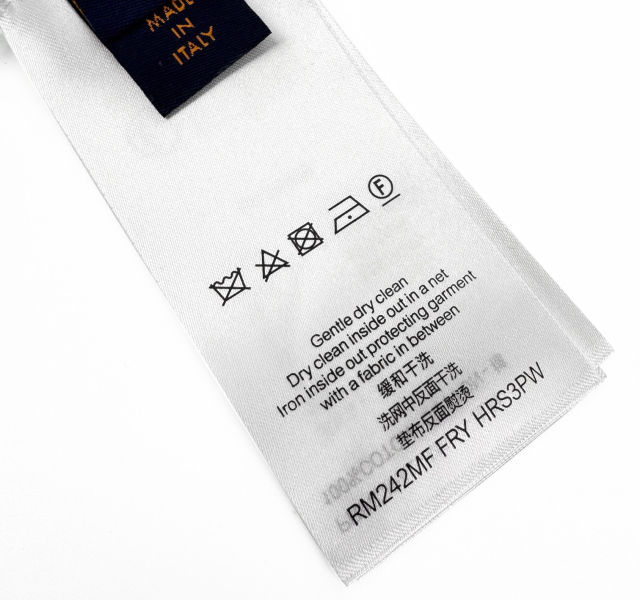 MADE
IN
ITALY
F
Gentle dry clean
Dry clean inside out in a net
Iron inside out protecting garment
with a fabric in between
缓和干洗
洗网中反面干洗
垫布反面熨烫
RM242MF FRY HRS3PW